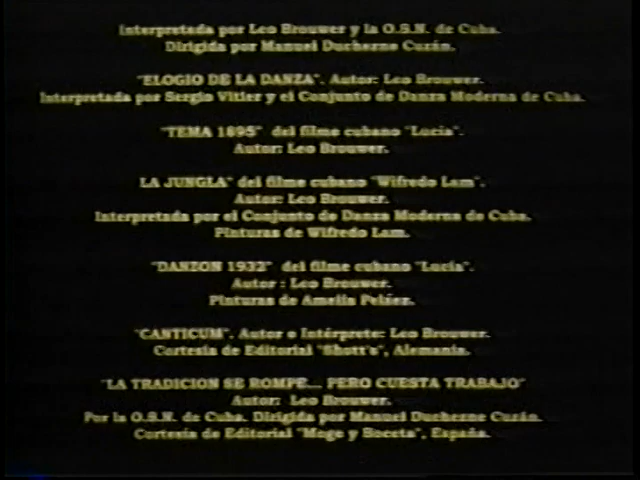 Interpretada por Leo Brouwer y la O.S.N. de Cuba.
Dirigida por Manuel Duchezne Cuzán.
"ELOGIO DE LA DANZA". Autor: Leo Brouwer.
Interpretada por Sergio Vitier y el Conjunto de Danza Moderna de Cuba.
"TEMA 1895" del filme cubano "Lucía".
Autor: Leo Brouwer.
LA JUNGLA" del filme cubano "Wifredo Lam".
Autor: Leo Brouwer.
Interpretada por el Conjunto de Danza Moderna de Cuba.
Pinturas de Wifredo Lam.
"DANZON 1932" del filme cubano "Lucía".
Autor : Leo Brouwer.
Pinturas de Amelia Peláez.
"CANTICUM". Autor e Intérprete: Leo Brouwer.
Cortesía de Editorial "Shott's", Alemania.
"LA TRADICION SE ROMPE... PERO CUESTA TRABAJO"
Autor: Leo Brouwer.
Por la O.S.N. de Cuba. Dirigida por Manuel Duchezne Cuzán.
Cortesía de Editorial y España.